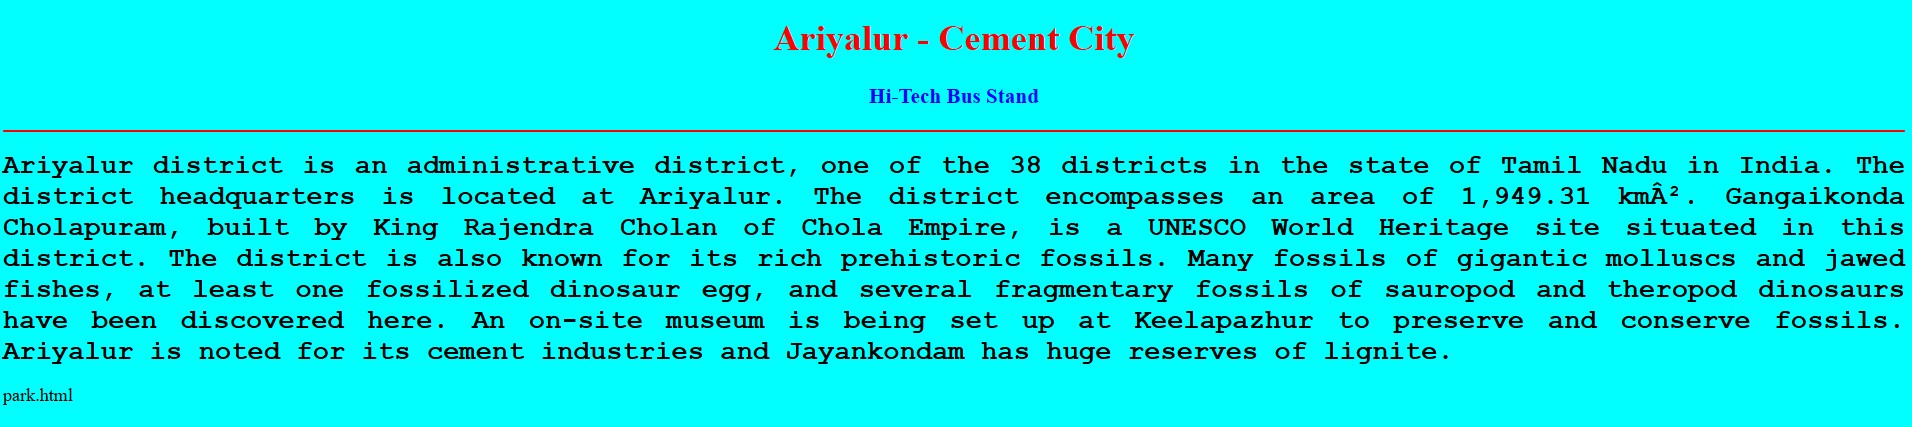 Ariyalur - Cement City
Hi-Tech Bus Stand
Ariyalur district is an administrative district, one of the 38 districts in the state of Tamil Nadu in India. The
district headquarters is located at Ariyalur. The district encompasses an area of 1,949.31 kmÂ². Gangaikonda
Cholapuram, built by King Rajendra Cholan of Chola Empire, is a UNESCO World Heritage site situated in this
district. The district is also known for its rich prehistoric fossils. Many fossils of gigantic molluscs and jawed
fishes, at least one fossilized dinosaur egg, and several fragmentary fossils of sauropod and theropod dinosaurs
have been discovered here. An on-site museum is being set up at Keelapazhur to preserve and conserve fossils.
Ariyalur is noted for its cement industries and Jayankondam has huge reserves of lignite.
park.html